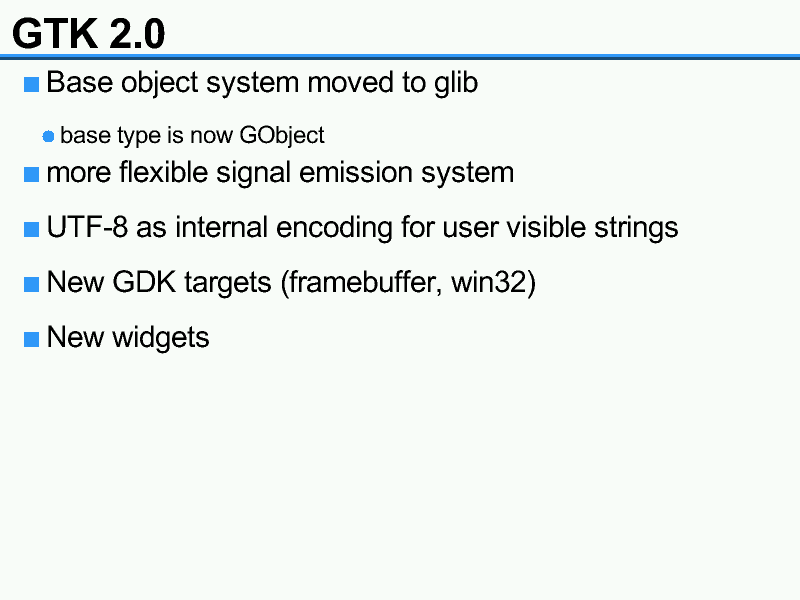 GTK 2.0
Base object system moved to glib
base type is now GObject
more flexible signal emission system
UTF-8 as internal encoding for user visible strings
New GDK targets (framebuffer, win32)
New widgets